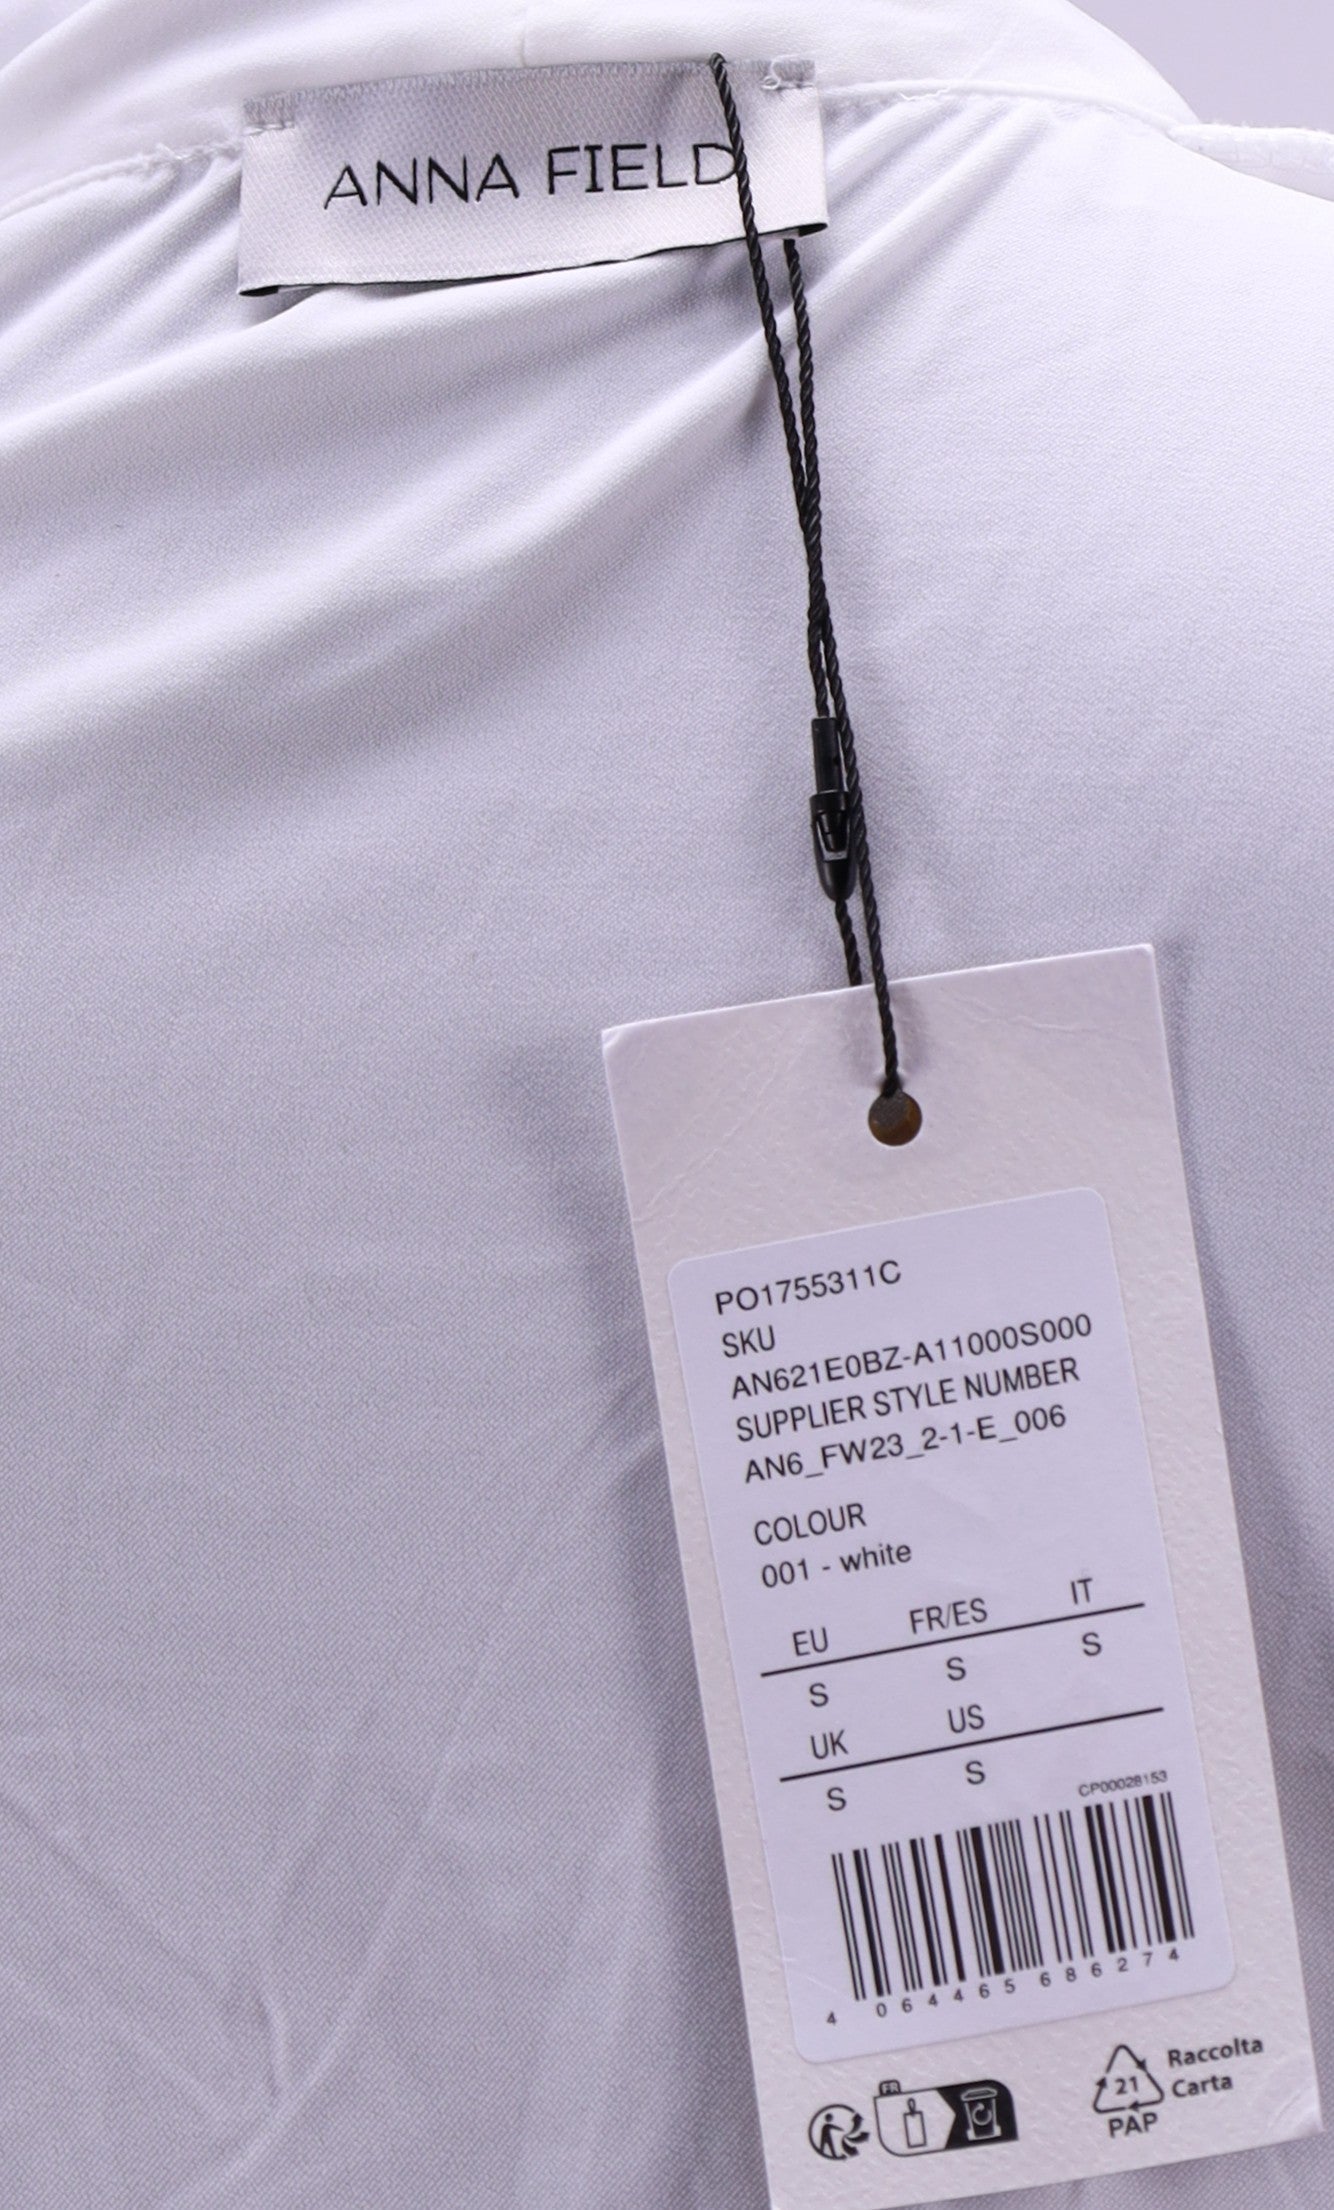 ANNA FIELD
PO1755311C
SKU
AN621E0BZ-A11000S000
SUPPLIER STYLE NUMBER
AN6_FW23_2-1-E_006
COLOUR
001 - white
EU FR/ES IT
S S S
UK US
S S
CP00028153
4 064465 686274
FR
21
PAP
Raccolta
Carta